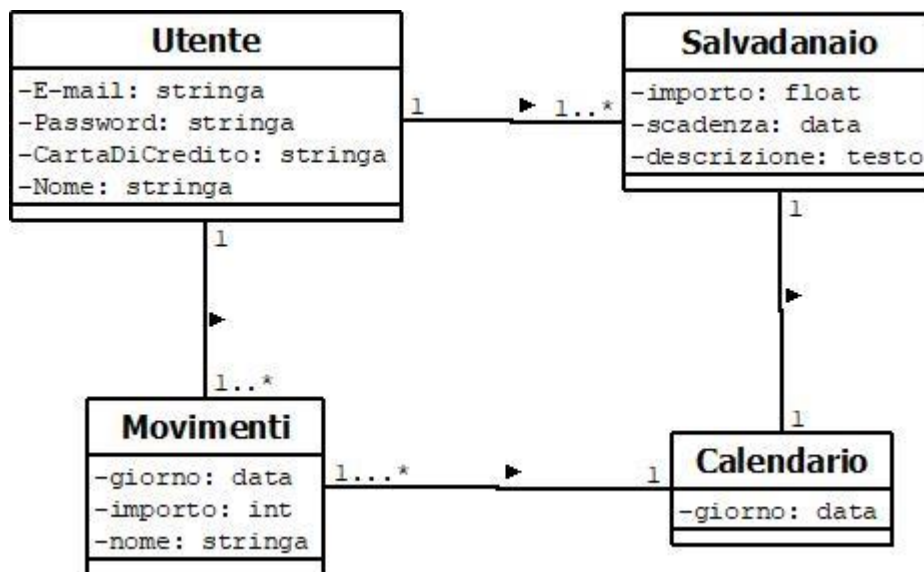 Utente
-E-mail: stringa
-Password: stringa
-CartaDiCredito: stringa
-Nome: stringa
1
1..*
Salvadanaio
-importo: float
-scadenza: data
-descrizione: testo
1
1
1..*
1
Movimenti
-giorno: data
-importo: int
-nome: stringa
1...*
1
Calendario
-giorno: data